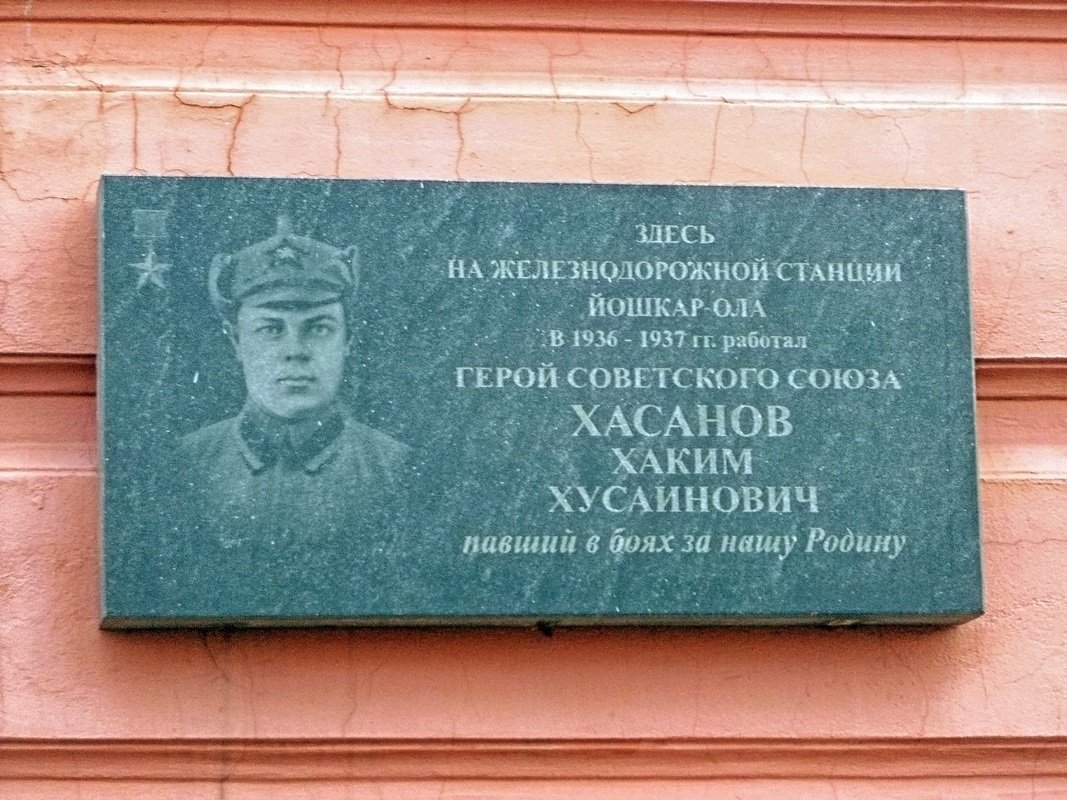 ЗДЕСЬ
НА ЖЕЛЕЗНОДОРОЖНОЙ СТАНЦИИ
ЙОШКАР-ОЛА
В 1936 - 1937 гг. работал
ГЕРОЙ СОВЕТСКОГО СОЮЗА
ХАСАНОВ
ХАКИМ
ХУСАИНОВИЧ
павший в боях за нашу Родину